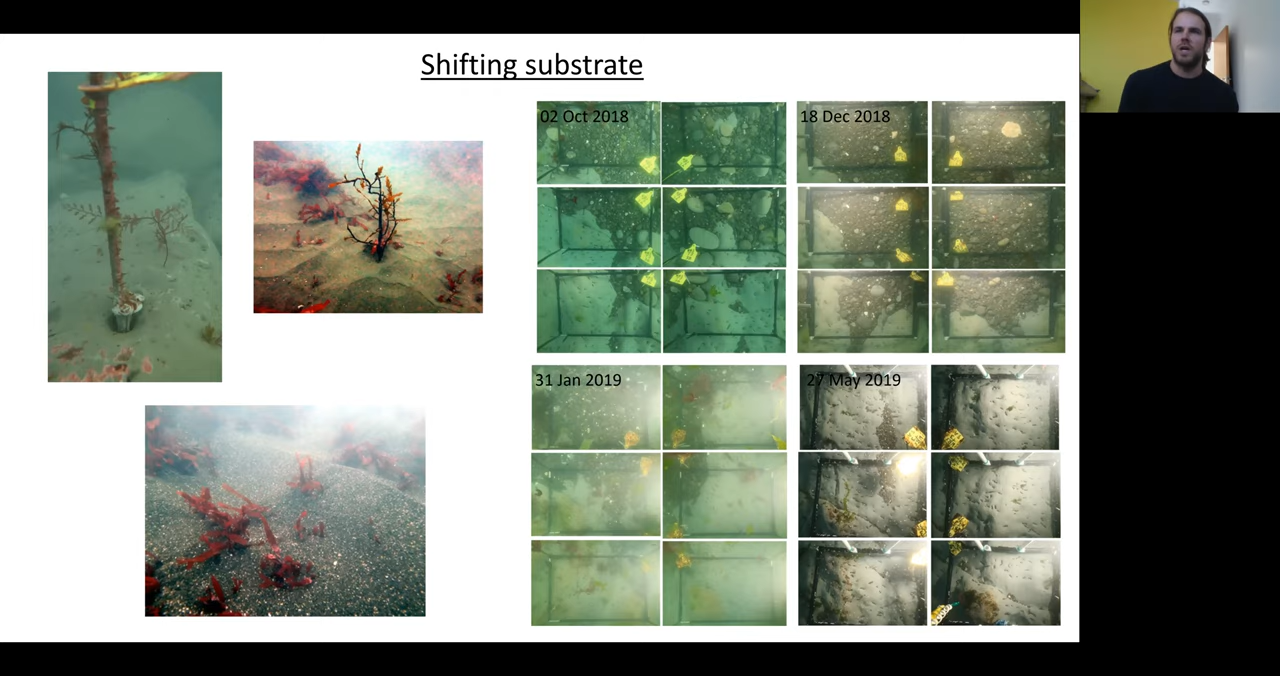 Shifting substrate
02 Oct 2018
18 Dec 2018
31 Jan 2019
27 May 2019